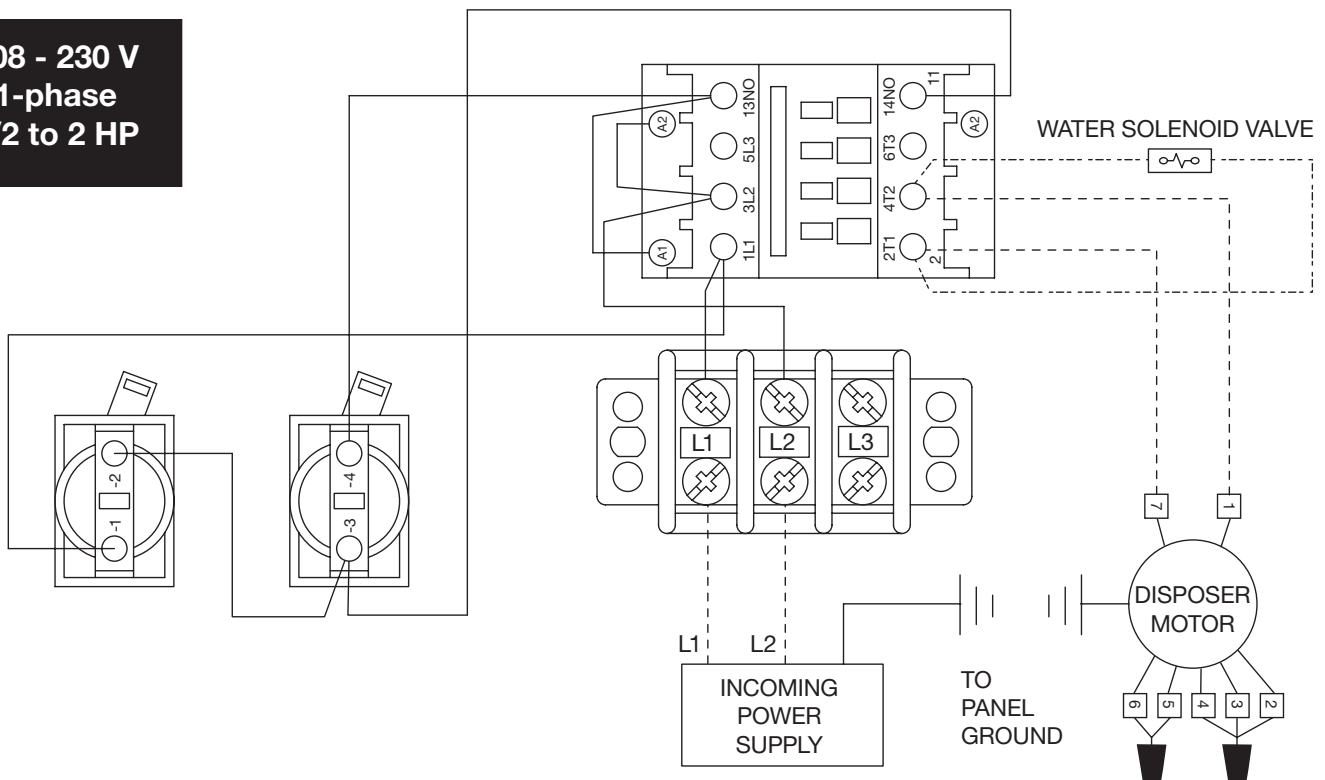 08 - 230 V
1-phase
/2 to 2 HP
13NO
5L3
3L2
1L1
A2
A1
14NO
6T3
4T2
2T1
11
2
A2
WATER SOLENOID VALVE
-2
-1
-4
-3
L1
L2
L3
7
1
DISPOSER
MOTOR
L1
L2
INCOMING
POWER
SUPPLY
TO
PANEL
GROUND
6
5
4
3
2